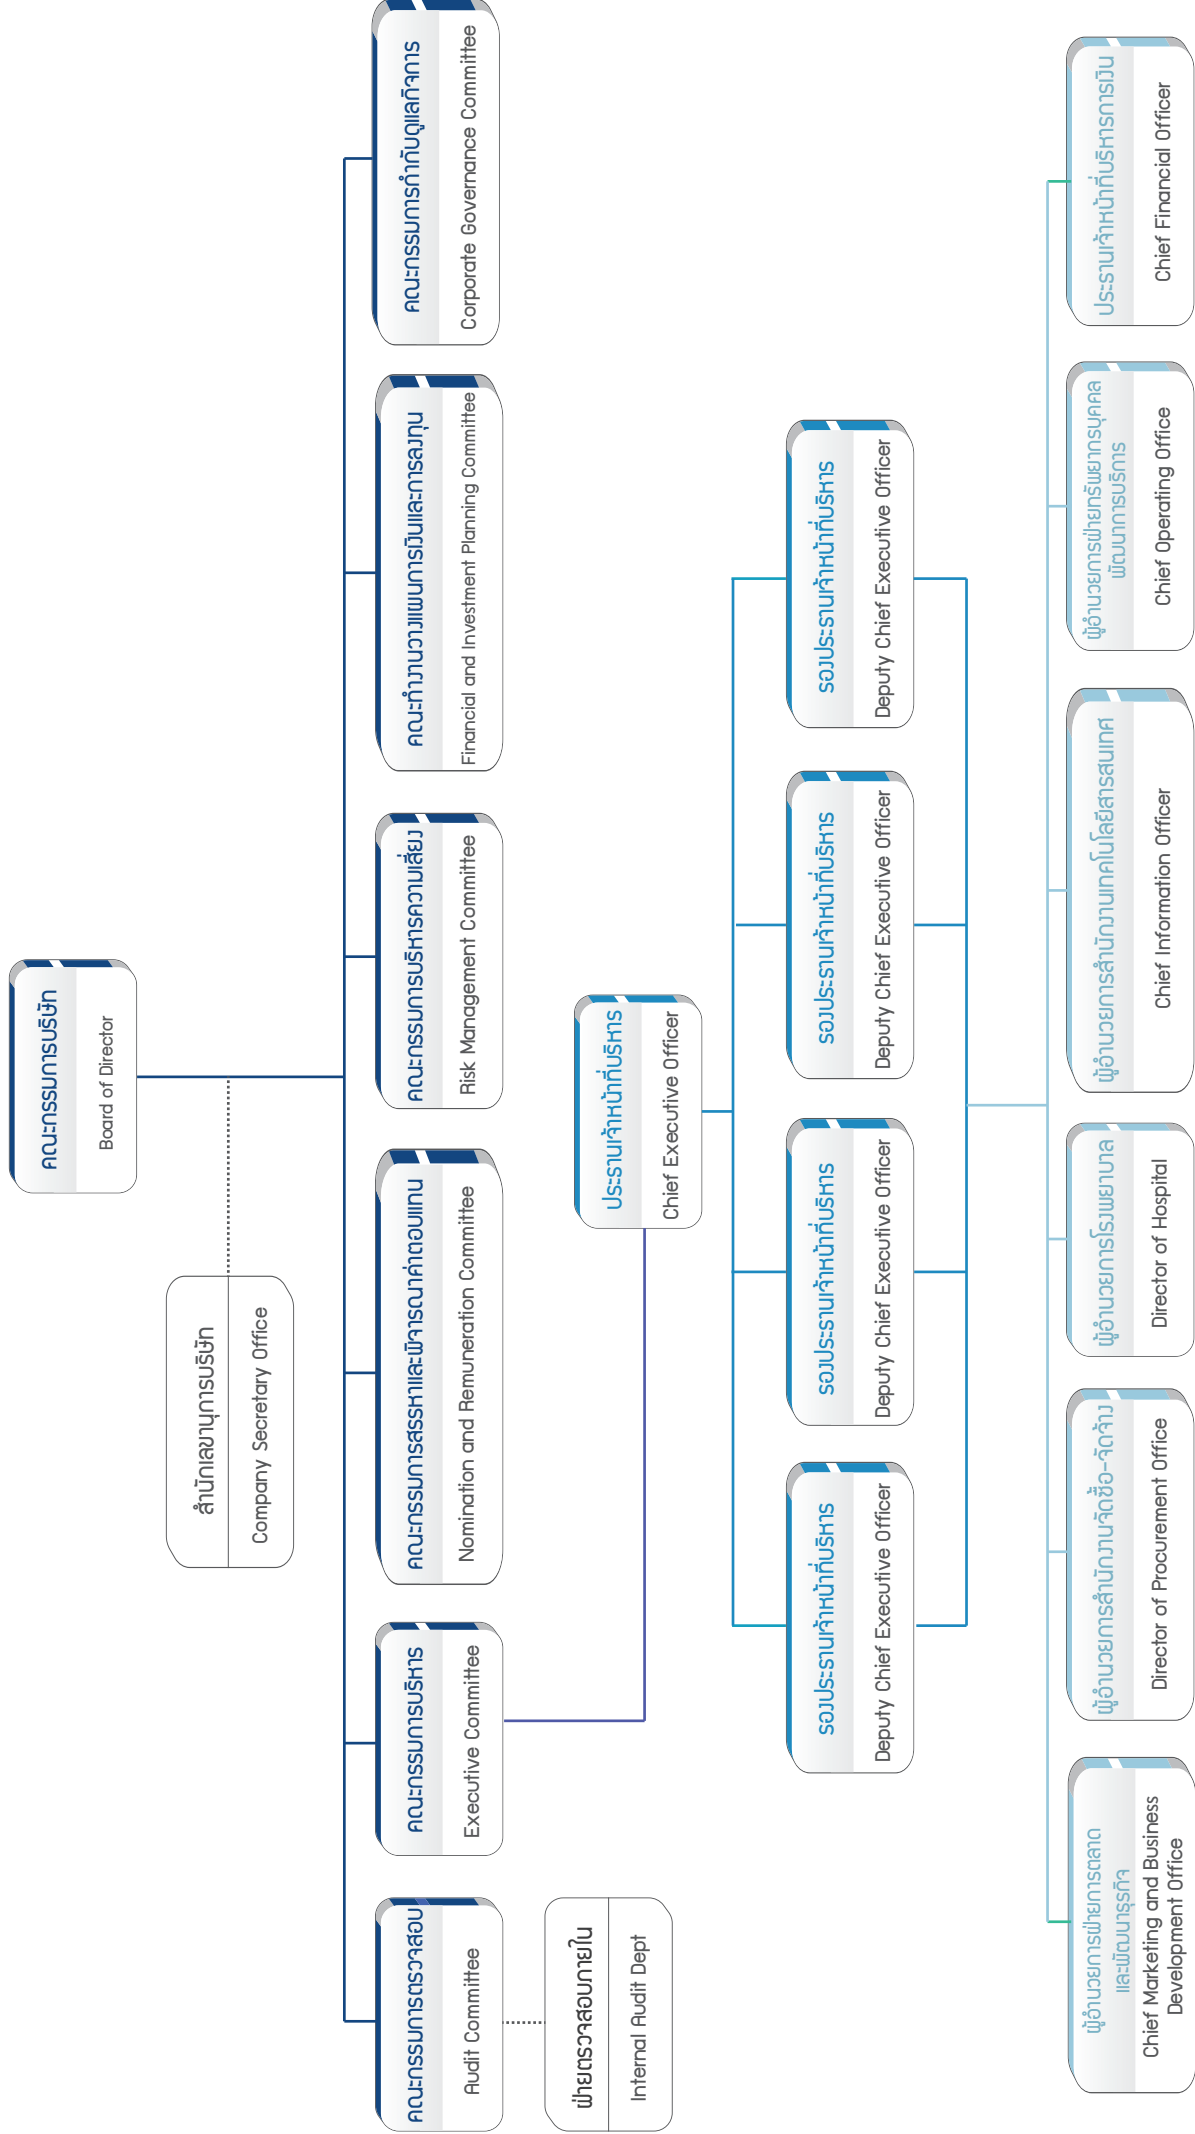 คณะกรรมการบริษัท
Board of Director
สำนักเลขานุการบริษัท
Company Secretary Office
คณะกรรมการตรวจสอบ
Audit Committee
คณะกรรมการบริหาร
Executive Committee
คณะกรรมการสรรหาและพิจารณาค่าตอบแทน
Nomination and Remuneration Committee
คณะกรรมการบริหารความเสี่ยง
Risk Management Committee
คณะทำงานวางแผนการเงินและการลงทุน
Financial and Investment Planning Committee
คณะกรรมการกำกับดูแลกิจการ
Corporate Governance Committee
ฝ่ายตรวจสอบภายใน
Internal Audit Dept
ประธานเจ้าหน้าที่บริหาร
Chief Executive Officer
รองประธานเจ้าหน้าที่บริหาร
Deputy Chief Executive Officer
รองประธานเจ้าหน้าที่บริหาร
Deputy Chief Executive Officer
รองประธานเจ้าหน้าที่บริหาร
Deputy Chief Executive Officer
รองประธานเจ้าหน้าที่บริหาร
Deputy Chief Executive Officer
ผู้อำนวยการฝ่ายการตลาด
และพัฒนาธุรกิจ
Chief Marketing and Business
Development Office
ผู้อำนวยการสำนักงานจัดซื้อ-จัดจ้าง
Director of Procurement Office
ผู้อำนวยการโรงพยาบาล
Director of Hospital
ผู้อำนวยการสำนักงานเทคโนโลยีสารสนเทศ
Chief Information Officer
ผู้อำนวยการฝ่ายทรัพยากรบุคคล
พัฒนาการบริการ
Chief Operating Office
ประธานเจ้าหน้าที่บริหารการเงิน
Chief Financial Officer